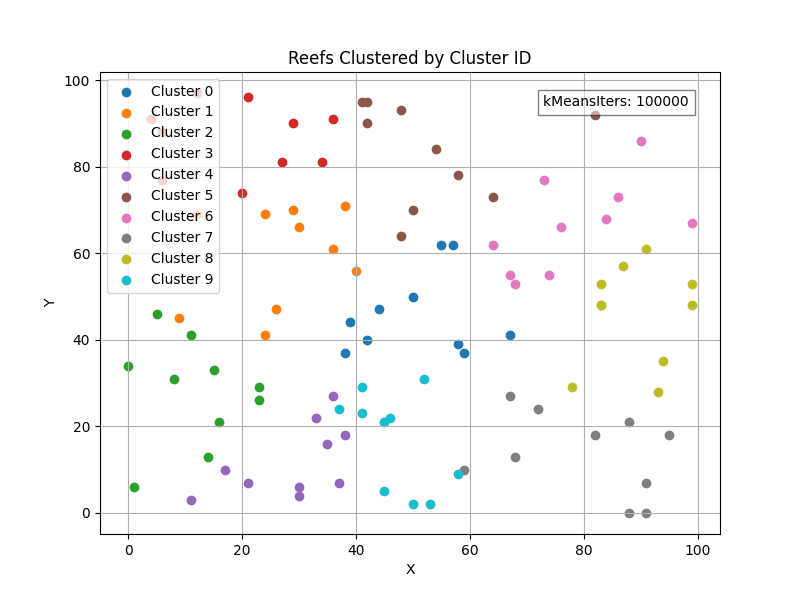 Reefs Clustered by Cluster ID
100
80
60
40
20
0
Y
Cluster 0
Cluster 1
Cluster 2
Cluster 3
Cluster 4
Cluster 5
Cluster 6
Cluster 7
Cluster 8
Cluster 9
kMeansIters: 100000
0 20 40 60 80 100
X